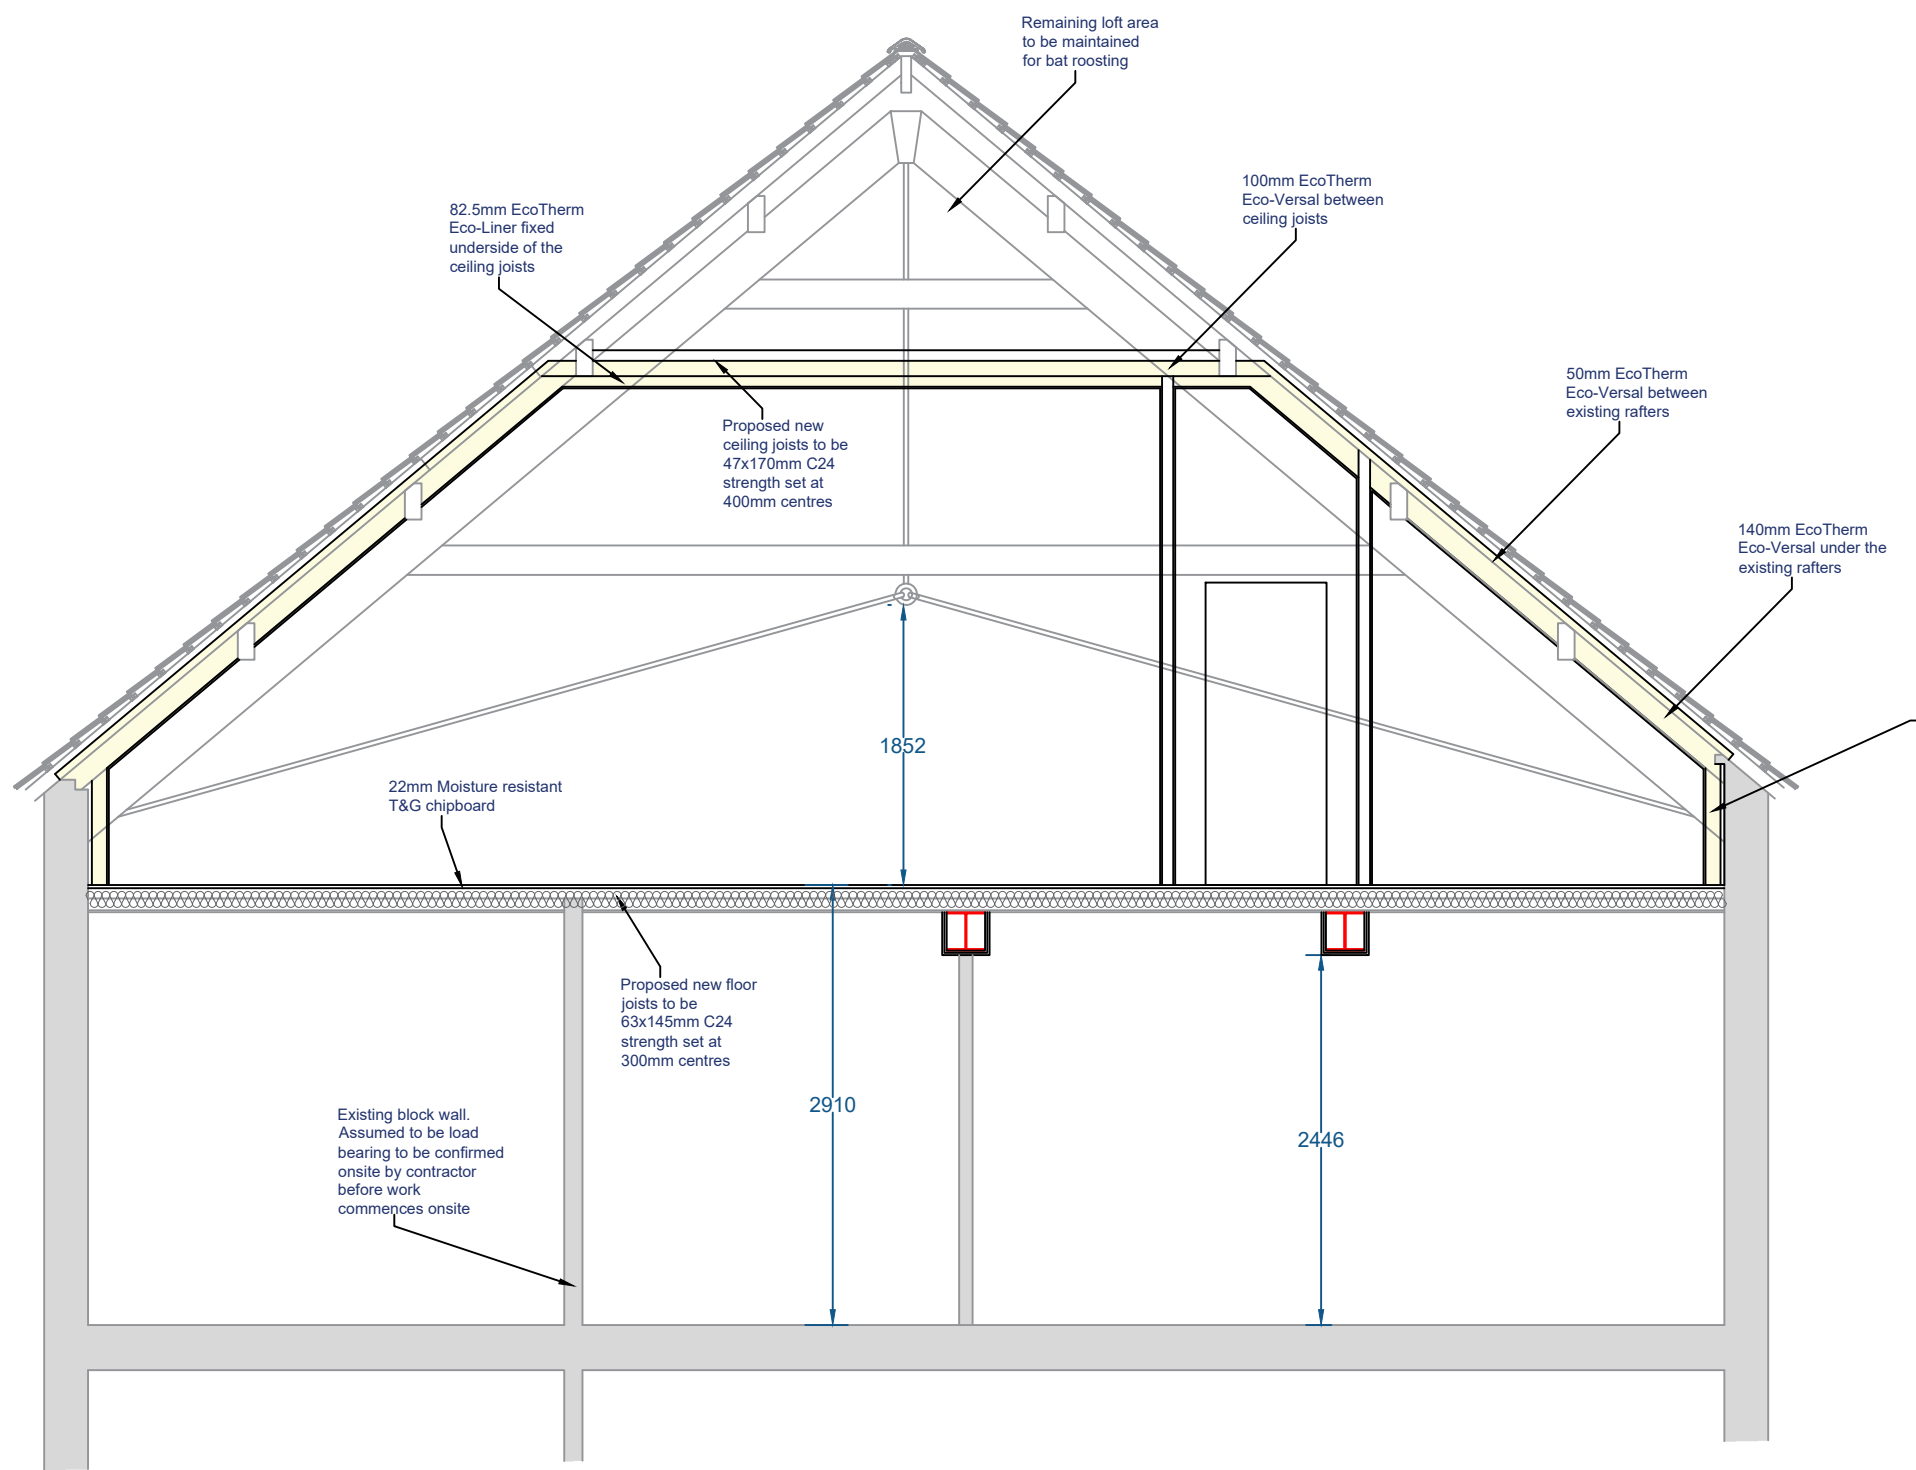 Remaining loft area
to be maintained
for bat roosting
100mm EcoTherm
Eco-Versal between
ceiling joists
82.5mm EcoTherm
Eco-Liner fixed
underside of the
ceiling joists
50mm EcoTherm
Eco-Versal between
existing rafters
Proposed new
ceiling joists to be
47x170mm C24
strength set at
400mm centres
140mm EcoTherm
Eco-Versal under the
existing rafters
1852
22mm Moisture resistant
T&G chipboard
Proposed new floor
joists to be
63x145mm C24
strength set at
300mm centres
2910
2446
Existing block wall.
Assumed to be load
bearing to be confirmed
onsite by contractor
before work
commences onsite